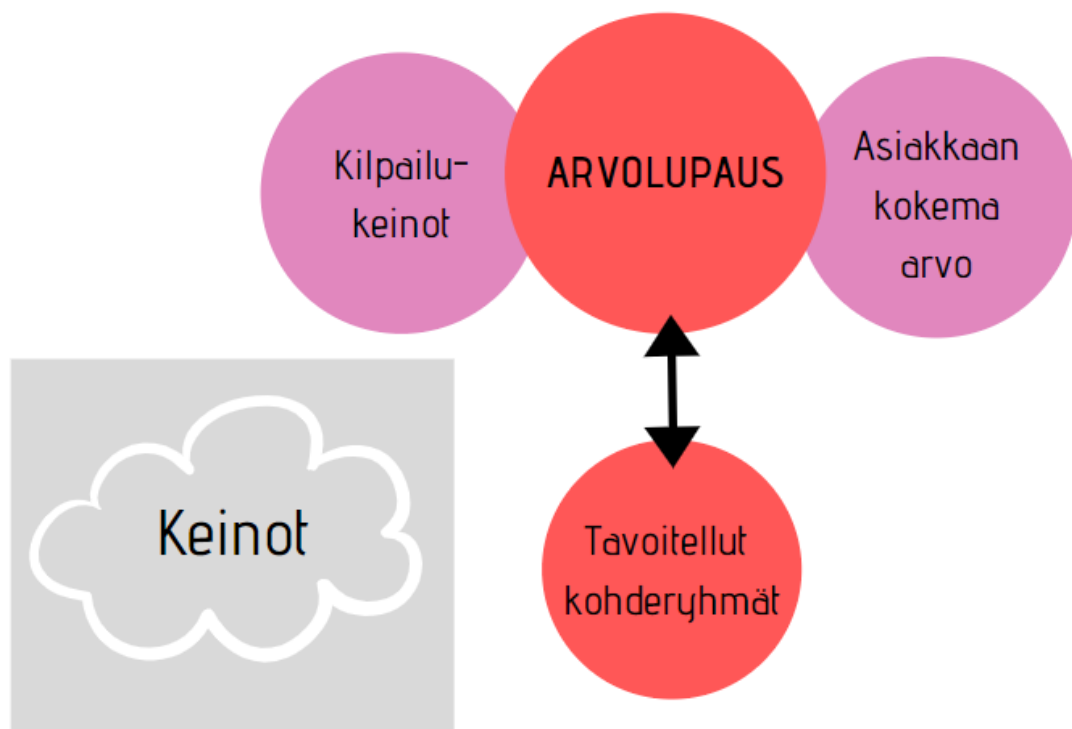 Kilpailu-
keinot
ARVOLUPAUS
Asiakkaan
kokema
arvo
Keinot
Tavoitellut
kohderyhmät